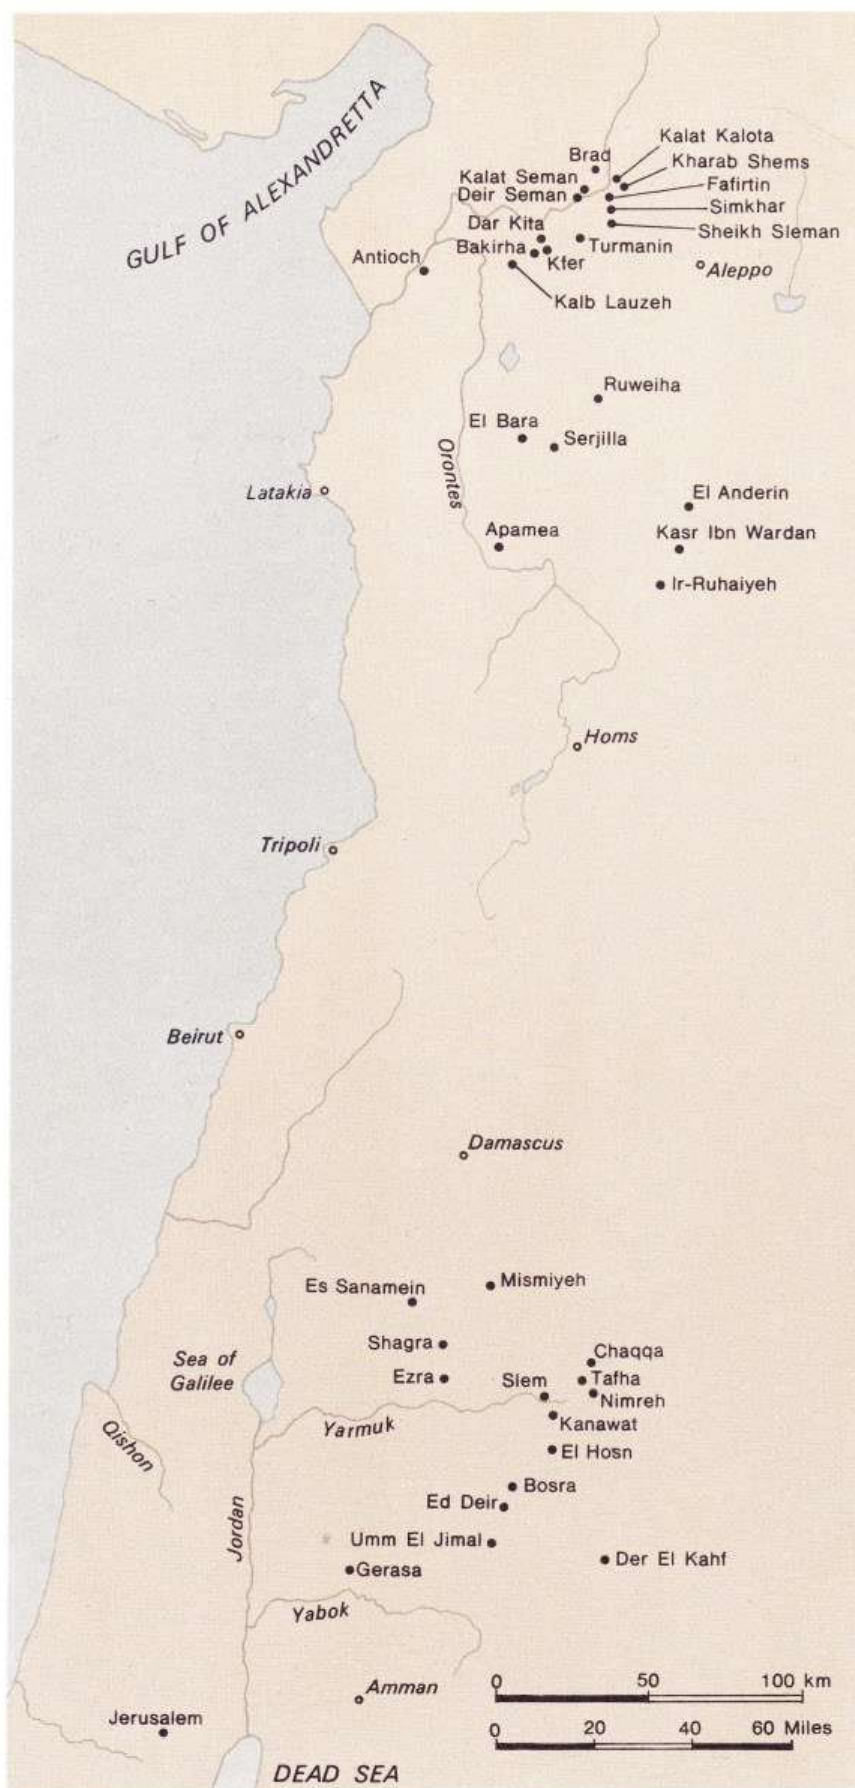 GULF OF ALEXANDRETTA
Kalat Kalota
Brad
Kharab Shems
Kalat Seman
Fafirtin
Deir Seman
Simkhar
Dar Kita
Sheikh Sleman
Bakirha
Turmanin
Antioch
Kfer
Aleppo
Kalb Lauzeh
Ruweiha
El Bara
Serjilla
Orontes
Latakia
El Anderin
Apamea
Kasr Ibn Wardan
Ir-Ruhaiyeh
Homs
Tripoli
Beirut
Damascus
Mismiyeh
Es Sanamein
Shagra
Chaqqa
Sea of
Galilee
Ezra
Siem
Tafha
Nimreh
Kanawat
Yarmuk
Qishon
El Hosn
Bosra
Ed Deir
Jordan
Umm El Jimal
Der El Kahf
Gerasa
Yabok
0 50 100 km
Amman
Jerusalem
0 20 40 60 Miles
DEAD SEA